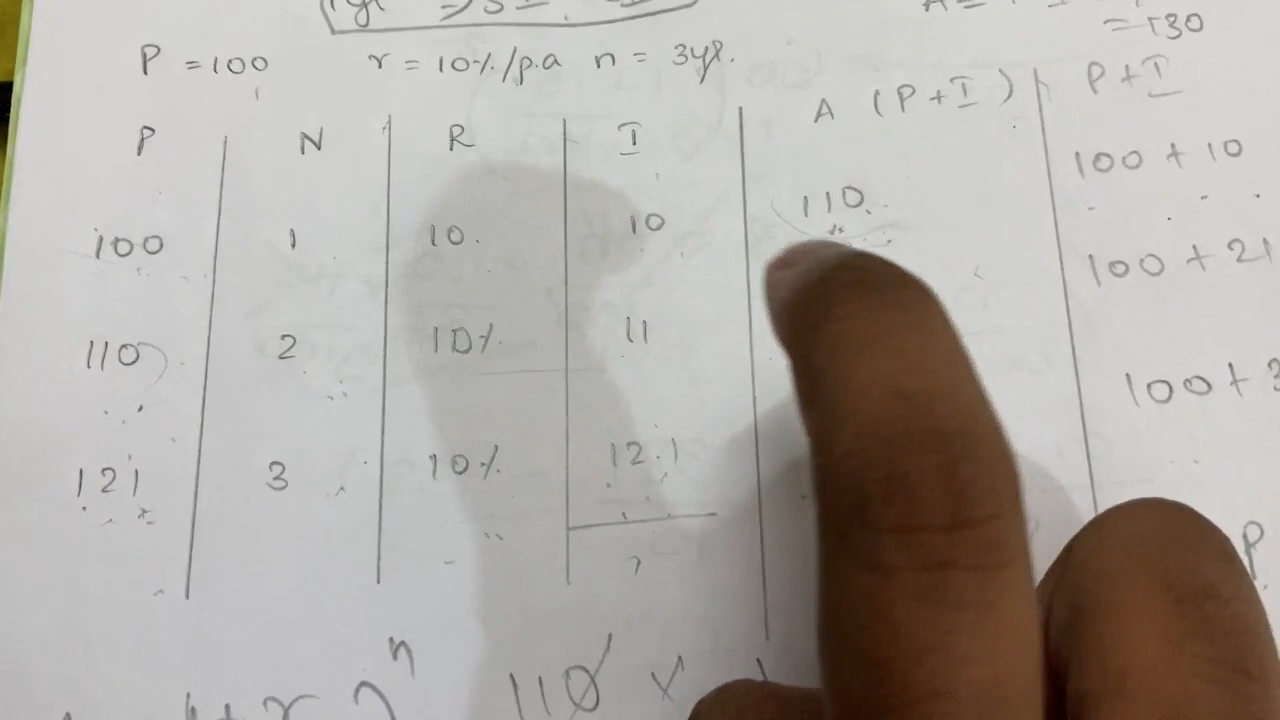 = 130
P = 100 r = 10%/p.a n = 3yr.
P N R I A (P+I) P+I
100 1 10. 10 110 100 + 10
110 2 10% 11 100 + 21
121 3 10% 12.1 100 + 3
P
n
110 x